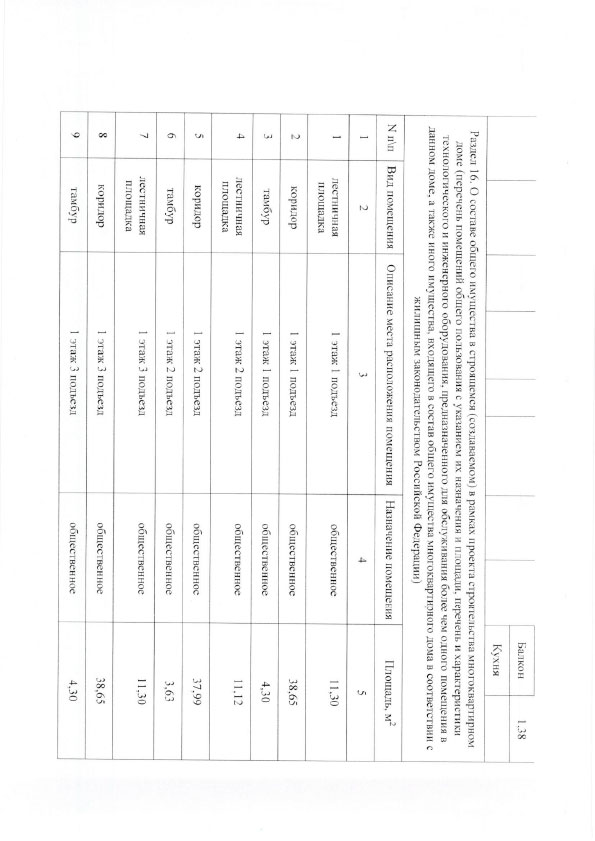 Балкон 1,38
Кухня
Раздел 16. О составе общего имущества в строящемся (создаваемом) в рамках проекта строительства многоквартирном
доме (перечень помещений общего пользования с указанием их назначения и площади, перечень и характеристики
технологического и инженерного оборудования, предназначенного для обслуживания более чем одного помещения в
данном доме, а также иного имущества, входящего в состав общего имущества многоквартирного дома в соответствии с
жилищным законодательством Российской Федерации)
N п\п Вид помещения Описание места расположения помещения Назначение помещения Площадь, м²
1 2 3 4 5
1 лестничная площадка 1 этаж 1 подъезд общественное 11,30
2 коридор 1 этаж 1 подъезд общественное 38,65
3 тамбур 1 этаж 1 подъезд общественное 4,30
4 лестничная площадка 1 этаж 2 подъезд общественное 11,12
5 коридор 1 этаж 2 подъезд общественное 37,99
6 тамбур 1 этаж 2 подъезд общественное 3,63
7 лестничная площадка 1 этаж 3 подъезд общественное 11,30
8 коридор 1 этаж 3 подъезд общественное 38,65
9 тамбур 1 этаж 3 подъезд общественное 4,30